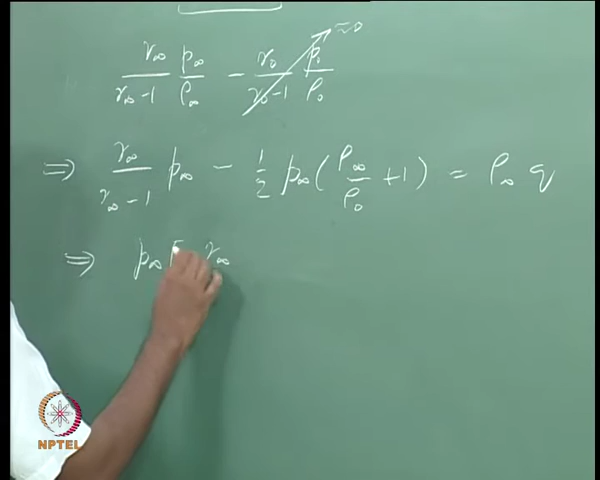 γ∞/(γ∞-1) p∞/ρ∞ - γ0/(γ0-1) p0/ρ0 ≈0
⇒ γ∞/(γ∞-1) p∞ - 1/2 p∞(ρ∞/ρ0 + 1) = ρ∞ q
⇒ p∞[ γ∞
NPTEL